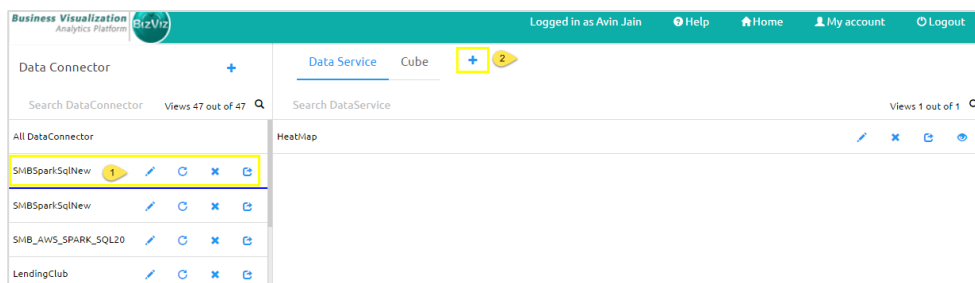 Business Visualization
Analytics Platform
BizViz
Logged in as Avin Jain
Help
Home
My account
Logout
Data Connector
Data Service
Cube
2
Search DataConnector
Views 47 out of 47
Search DataService
Views 1 out of 1
All DataConnector
HeatMap
SMBSparkSqlNew
1
SMBSparkSqlNew
SMB_AWS_SPARK_SQL20
LendingClub